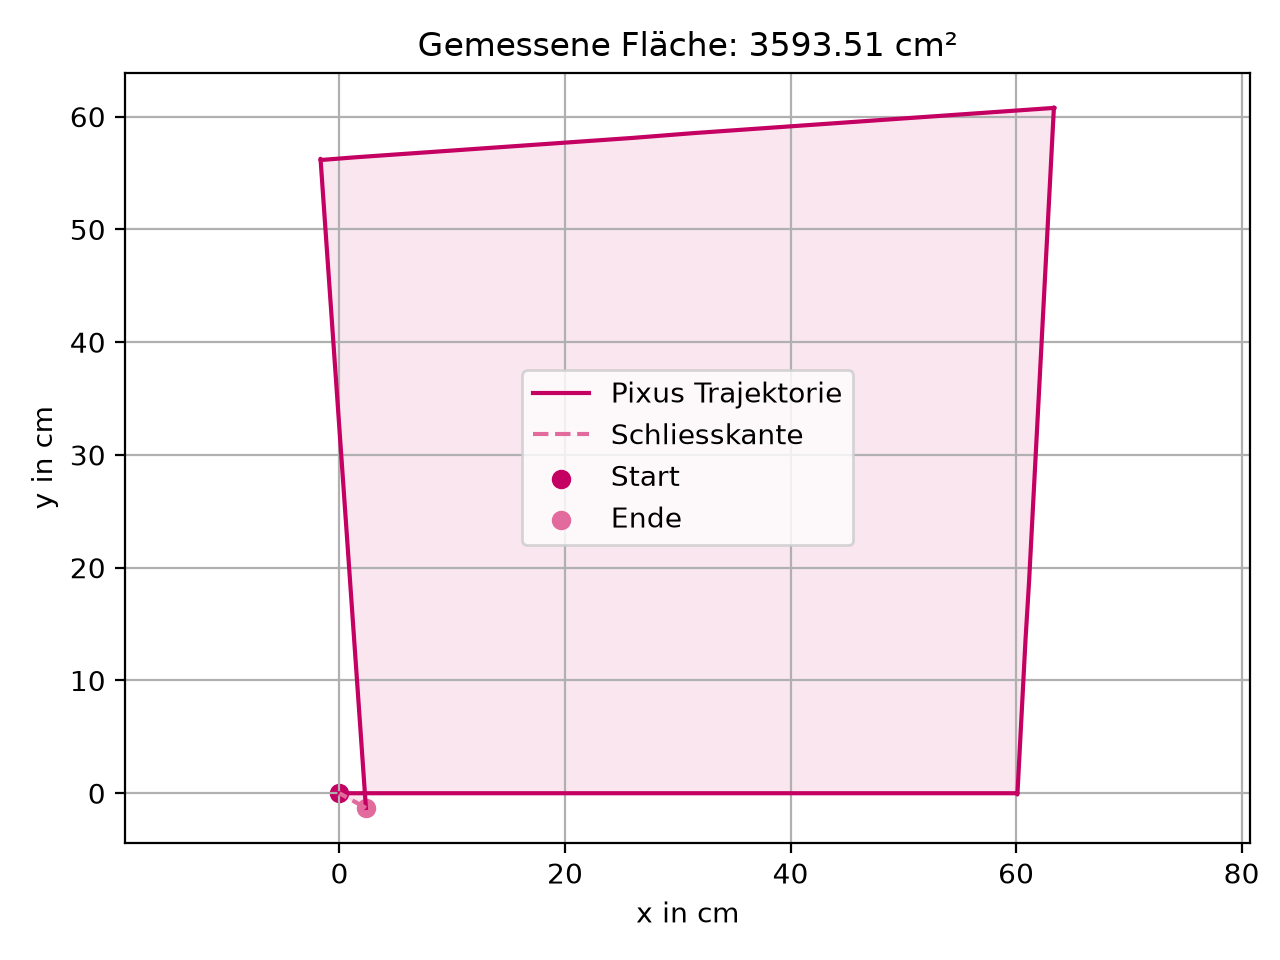 Gemessene Fläche: 3593.51 cm²
60
50
40
30
20
10
0
y in cm
Pixus Trajektorie
Schliesskante
Start
Ende
0
20
40
60
80
x in cm